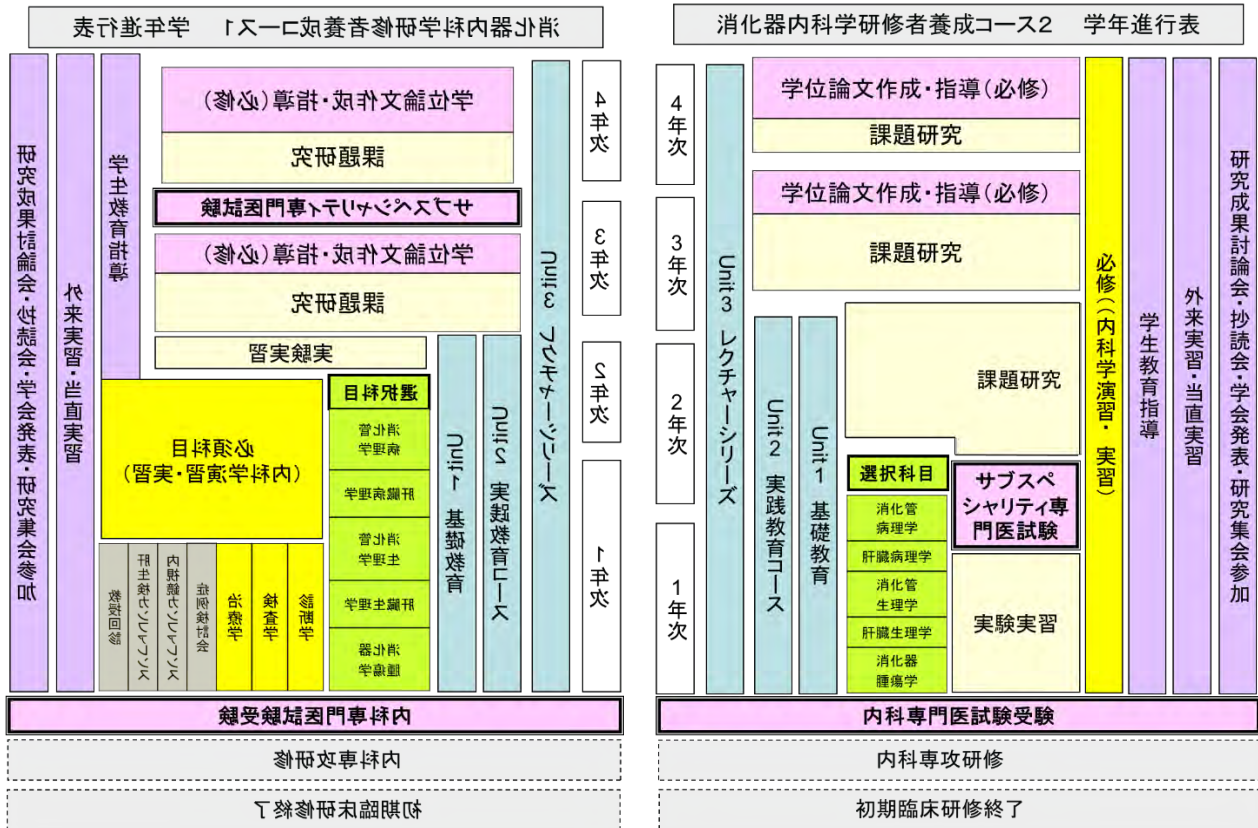 消化器内科学研修者養成コース1　学年進行表
研究成果討論会・抄読会・学会発表・研究集会参加
外来実習・当直実習
学生教育指導
学位論文作成・指導（必修）
課題研究
サブスペシャリティ専門医試験
学位論文作成・指導（必修）
課題研究
実験実習
必須科目
（内科学演習・実習）
教授回診
肝生検カンファレンス
内視鏡カンファレンス
症例検討会
治療学
検査学
診断学
選択科目
消化管
病理学
肝臓病理学
消化管
生理学
肝臓生理学
消化器
腫瘍学
Unit 1　基礎教育
Unit 2　実践教育コース
Unit 3　レクチャーシリーズ
4年次
3年次
2年次
1年次
内科専門医試験受験
内科専攻研修
初期臨床研修終了
消化器内科学研修者養成コース2　学年進行表
4年次
3年次
2年次
1年次
Unit 3　レクチャーシリーズ
Unit 2　実践教育コース
Unit 1　基礎教育
学位論文作成・指導（必修）
課題研究
学位論文作成・指導（必修）
課題研究
課題研究
選択科目
消化管
病理学
肝臓病理学
消化管
生理学
肝臓生理学
消化器
腫瘍学
サブスペ
シャリティ専
門医試験
実験実習
必修（（内科学演習・実習）
学生教育指導
外来実習・当直実習
研究成果討論会・抄読会・学会発表・研究集会参加
内科専門医試験受験
内科専攻研修
初期臨床研修終了